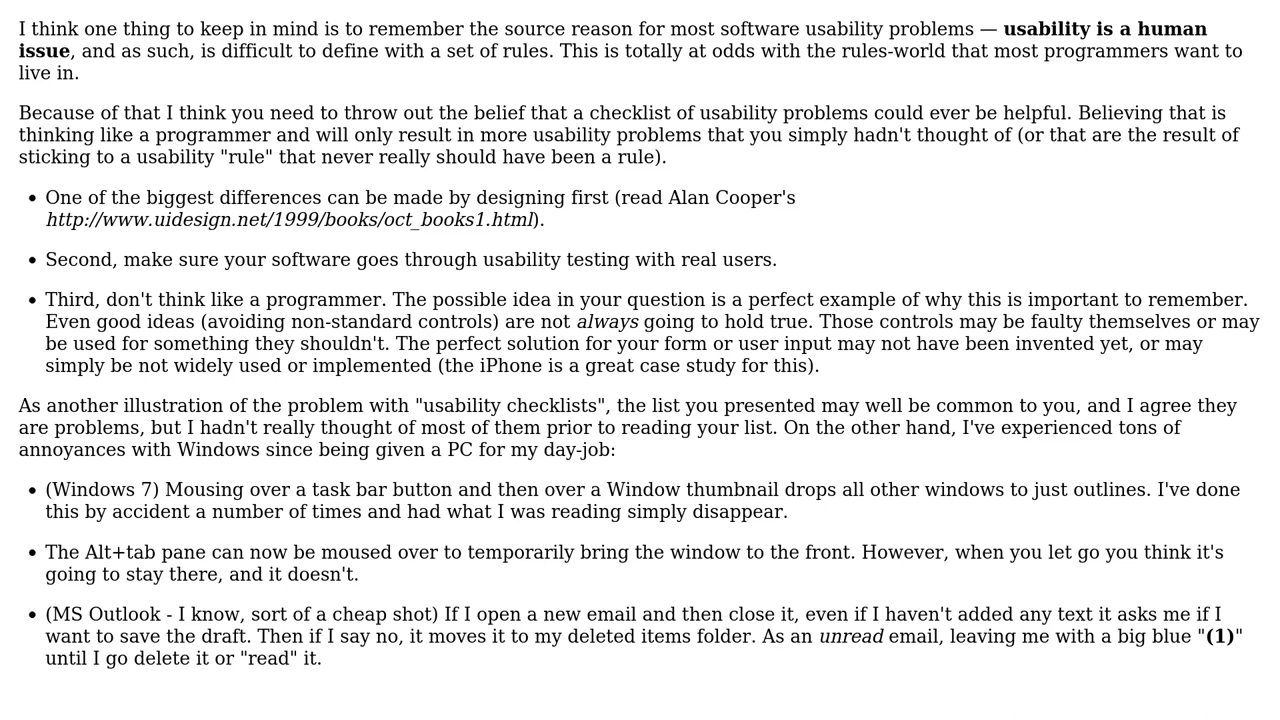 I think one thing to keep in mind is to remember the source reason for most software usability problems — usability is a human
issue, and as such, is difficult to define with a set of rules. This is totally at odds with the rules-world that most programmers want to
live in.
Because of that I think you need to throw out the belief that a checklist of usability problems could ever be helpful. Believing that is
thinking like a programmer and will only result in more usability problems that you simply hadn't thought of (or that are the result of
sticking to a usability "rule" that never really should have been a rule).
• One of the biggest differences can be made by designing first (read Alan Cooper's
http://www.uidesign.net/1999/books/oct_books1.html).
• Second, make sure your software goes through usability testing with real users.
• Third, don't think like a programmer. The possible idea in your question is a perfect example of why this is important to remember.
Even good ideas (avoiding non-standard controls) are not always going to hold true. Those controls may be faulty themselves or may
be used for something they shouldn't. The perfect solution for your form or user input may not have been invented yet, or may
simply be not widely used or implemented (the iPhone is a great case study for this).
As another illustration of the problem with "usability checklists", the list you presented may well be common to you, and I agree they
are problems, but I hadn't really thought of most of them prior to reading your list. On the other hand, I've experienced tons of
annoyances with Windows since being given a PC for my day-job:
• (Windows 7) Mousing over a task bar button and then over a Window thumbnail drops all other windows to just outlines. I've done
this by accident a number of times and had what I was reading simply disappear.
• The Alt+tab pane can now be moused over to temporarily bring the window to the front. However, when you let go you think it's
going to stay there, and it doesn't.
• (MS Outlook - I know, sort of a cheap shot) If I open a new email and then close it, even if I haven't added any text it asks me if I
want to save the draft. Then if I say no, it moves it to my deleted items folder. As an unread email, leaving me with a big blue "(1)"
until I go delete it or "read" it.